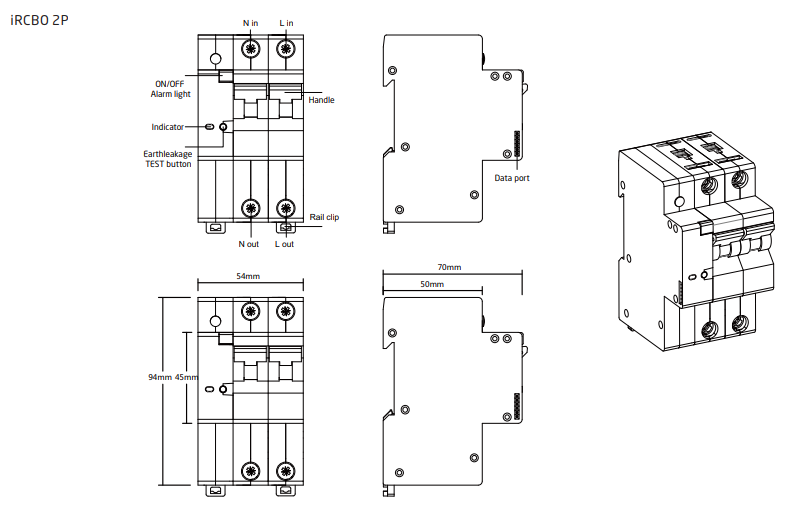 iRCBO 2P
N in
L in
ON/OFF
Alarm light
Handle
Indicator
Earthleakage
TEST button
Data port
Rail clip
N out
L out
54mm
70mm
50mm
94mm
45mm